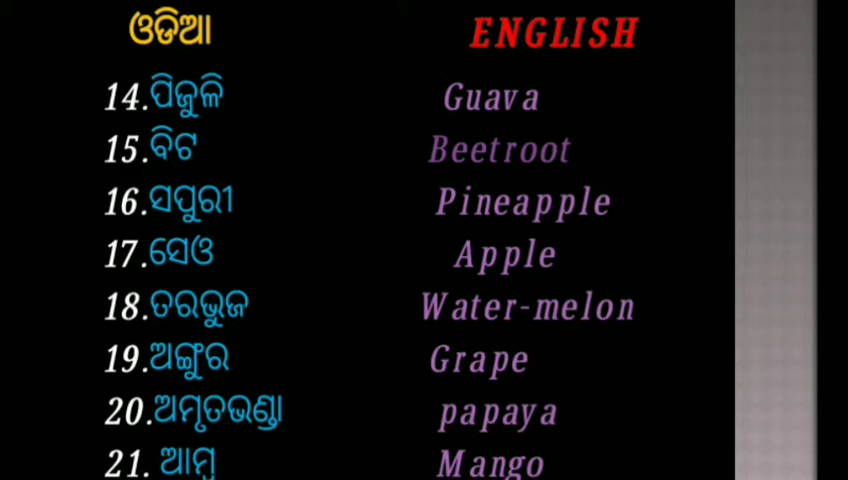 ଓଡିଆ ENGLISH
14.ପିଜୁଳି Guava
15.ବିଟ Beetroot
16.ସପୁରୀ Pineapple
17.ସେଓ Apple
18.ତରଭୁଜ Water-melon
19.ଅଙ୍ଗୁର Grape
20.ଅମୃତଭଣ୍ଡା papaya
21. ଆମ୍ବ Mango